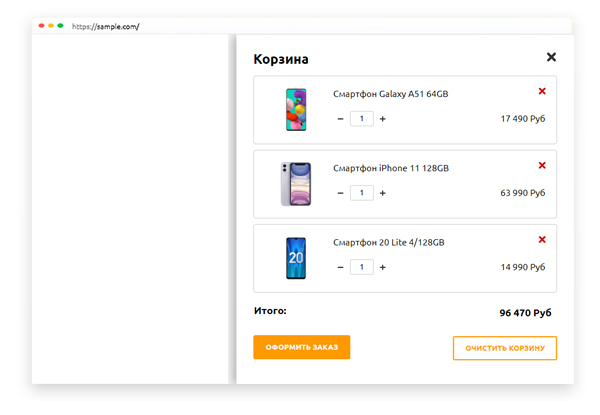 https://sample.com/
Корзина
Смартфон Galaxy A51 64GB
1
17 490 Руб
Смартфон iPhone 11 128GB
1
63 990 Руб
20
Смартфон 20 Lite 4/128GB
1
14 990 Руб
Итого:
96 470 Руб
ОФОРМИТЬ ЗАКАЗ
ОЧИСТИТЬ КОРЗИНУ